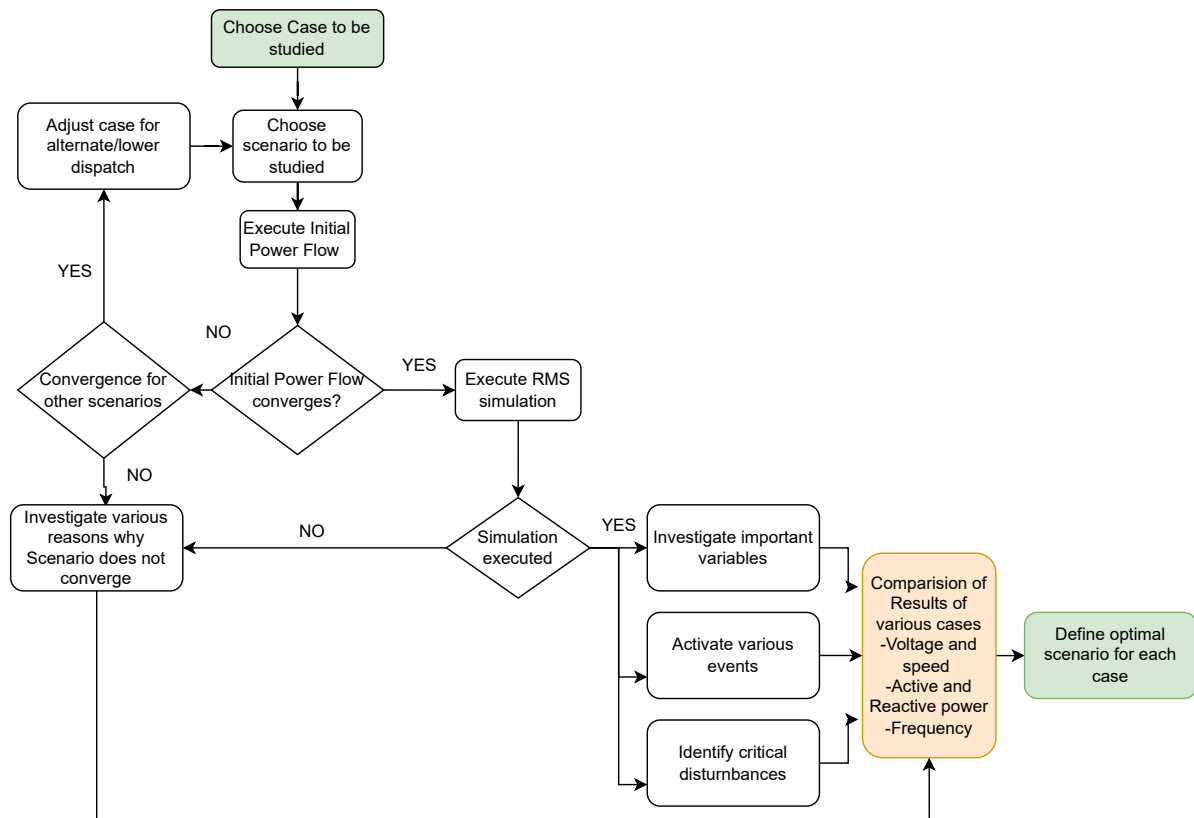 Choose Case to be
studied
Adjust case for
alternate/lower
dispatch
Choose
scenario to be
studied
Execute Initial
Power Flow
YES
NO
Convergence for
other scenarios
Initial Power Flow
converges?
YES
Execute RMS
simulation
NO
Investigate various
reasons why
Scenario does not
converge
NO
Simulation
executed
YES
Investigate important
variables
Activate various
events
Identify critical
disturnbances
Comparision of
Results of
various cases
-Voltage and
speed
-Active and
Reactive power
-Frequency
Define optimal
scenario for each
case